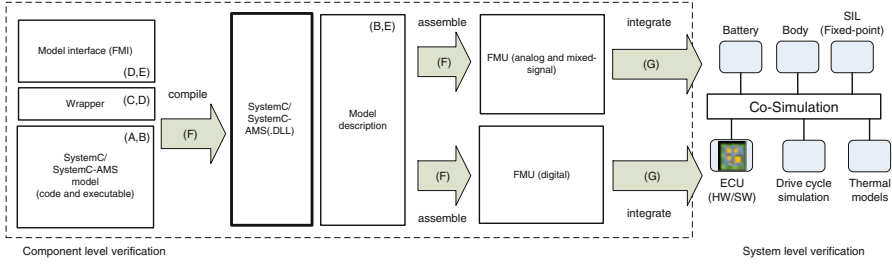 Model interface (FMI)
(D,E)
Wrapper
(C,D)
(A,B)
SystemC/
SystemC-AMS
model
(code and executable)
compile
(F)
SystemC/
SystemC-
AMS(.DLL)
(B,E)
Model
description
assemble
(F)
(F)
assemble
FMU (analog and mixed-
signal)
FMU (digital)
integrate
(G)
(G)
integrate
SIL
Battery
Body
(Fixed-point)
Co-Simulation
ECU
(HW/SW)
Drive cycle
simulation
Thermal
models
Component level verification
System level verification